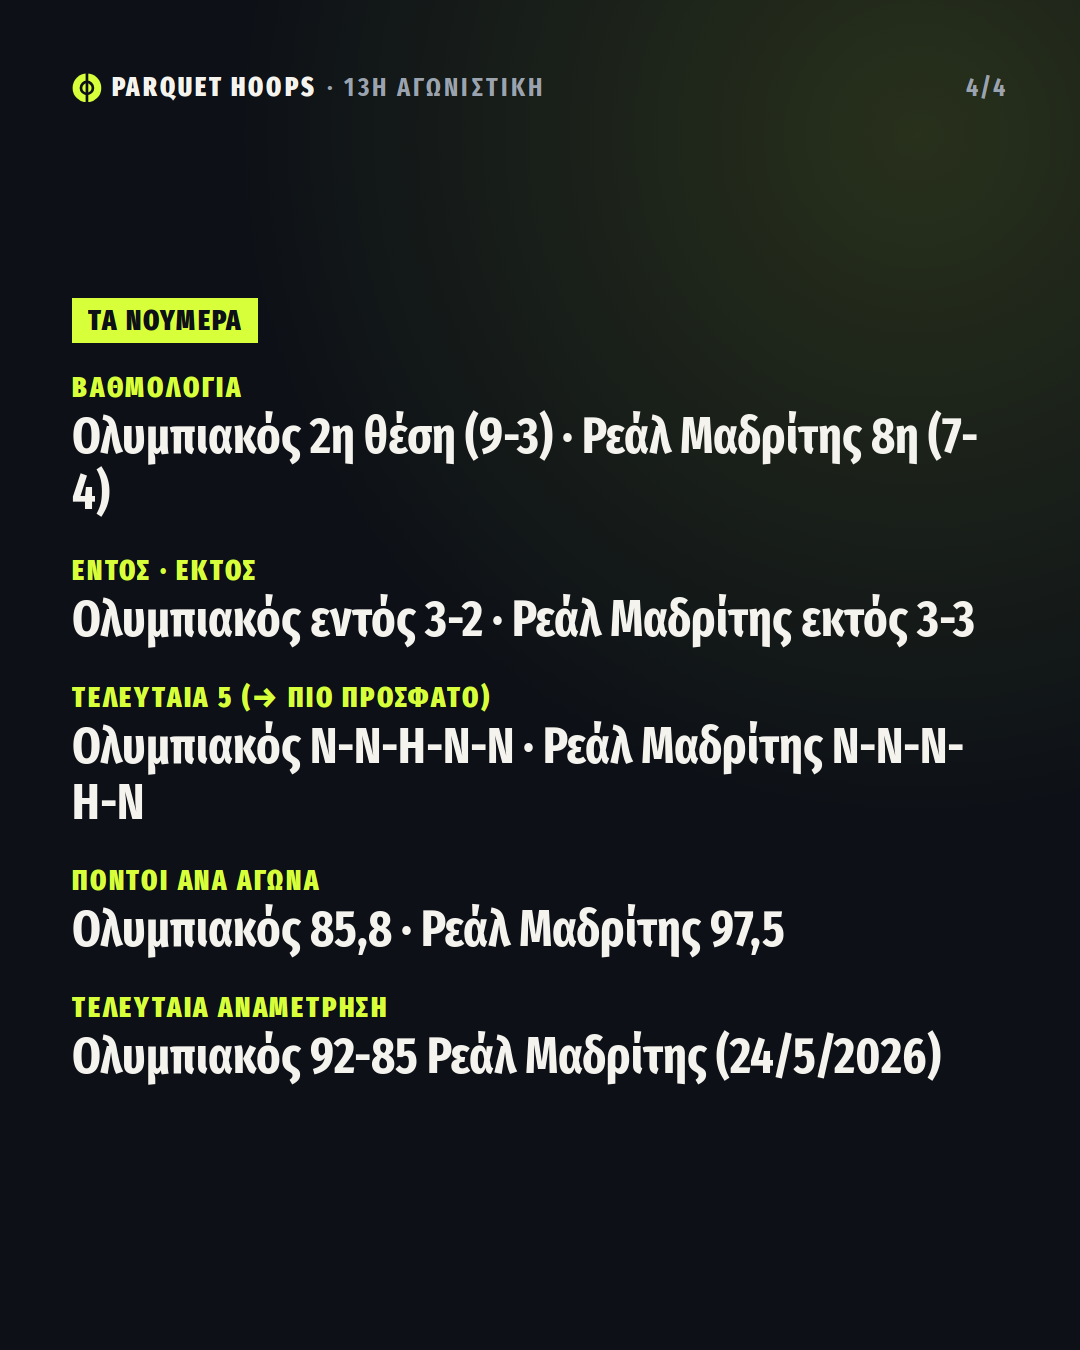 PARQUET HOOPS · 13Η ΑΓΩΝΙΣΤΙΚΗ 4/4
ΤΑ ΝΟΥΜΕΡΑ
ΒΑΘΜΟΛΟΓΙΑ
Ολυμπιακός 2η θέση (9-3) · Ρεάλ Μαδρίτης 8η (7-
4)
ΕΝΤΟΣ · ΕΚΤΟΣ
Ολυμπιακός εντός 3-2 · Ρεάλ Μαδρίτης εκτός 3-3
ΤΕΛΕΥΤΑΙΑ 5 (→ ΠΙΟ ΠΡΟΣΦΑΤΟ)
Ολυμπιακός Ν-Ν-Η-Ν-Ν · Ρεάλ Μαδρίτης Ν-Ν-Ν-
Η-Ν
ΠΟΝΤΟΙ ΑΝΑ ΑΓΩΝΑ
Ολυμπιακός 85,8 · Ρεάλ Μαδρίτης 97,5
ΤΕΛΕΥΤΑΙΑ ΑΝΑΜΕΤΡΗΣΗ
Ολυμπιακός 92-85 Ρεάλ Μαδρίτης (24/5/2026)